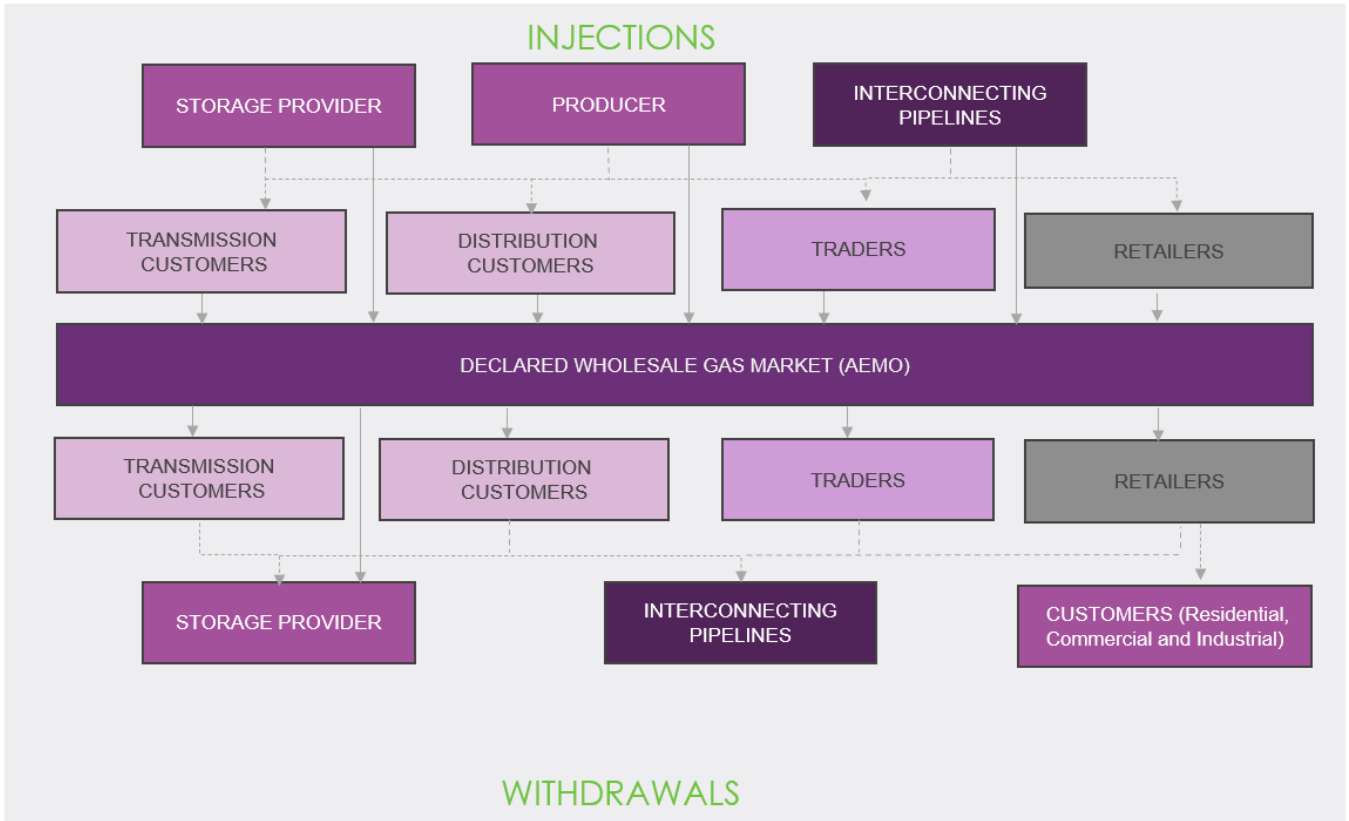 INJECTIONS
STORAGE PROVIDER
PRODUCER
INTERCONNECTING
PIPELINES
TRANSMISSION
CUSTOMERS
DISTRIBUTION
CUSTOMERS
TRADERS
RETAILERS
DECLARED WHOLESALE GAS MARKET (AEMO)
TRANSMISSION
CUSTOMERS
DISTRIBUTION
CUSTOMERS
TRADERS
RETAILERS
STORAGE PROVIDER
INTERCONNECTING
PIPELINES
CUSTOMERS (Residential,
Commercial and Industrial)
WITHDRAWALS